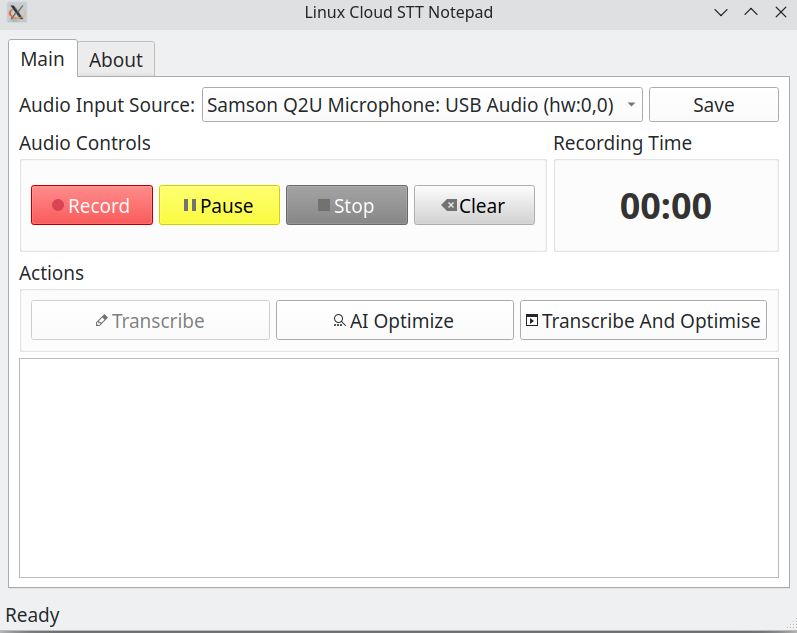 Linux Cloud STT Notepad
Main About
Audio Input Source: Samson Q2U Microphone: USB Audio (hw:0,0) Save
Audio Controls Recording Time
Record Pause Stop Clear 00:00
Actions
Transcribe AI Optimize Transcribe And Optimise
Ready